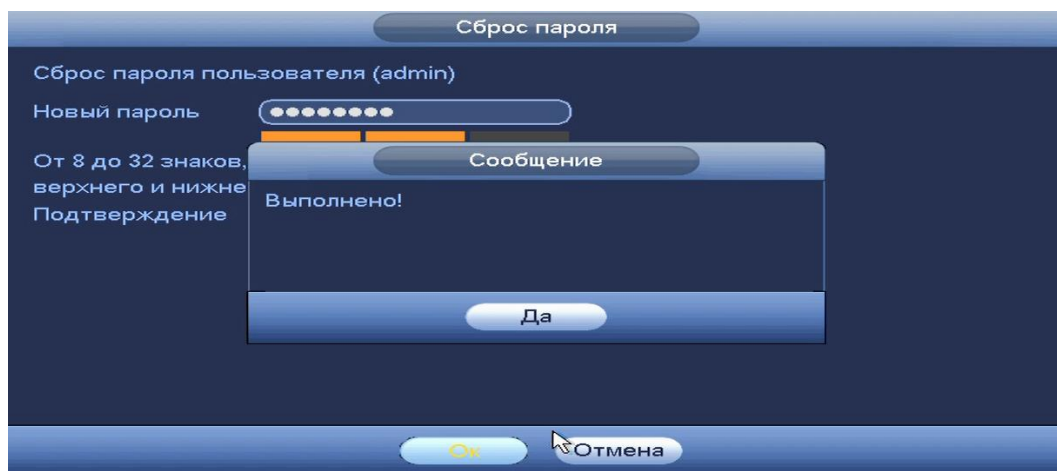 Сброс пароля
Сброс пароля пользователя (admin)
Новый пароль ●●●●●●●●
От 8 до 32 знаков,
верхнего и нижне
Подтверждение
Сообщение
Выполнено!
Да
Ок Отмена